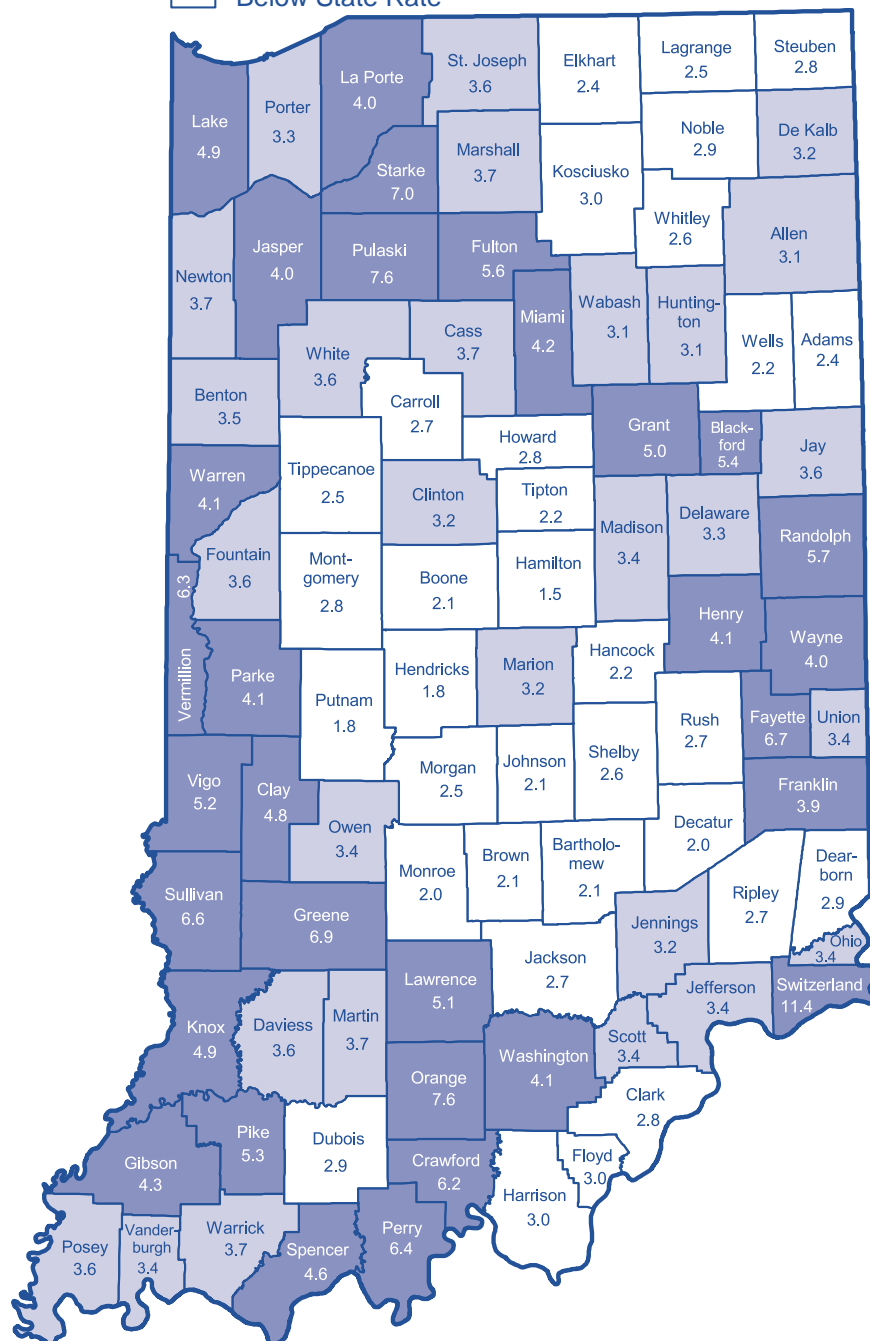 Below State Rate
St. Joseph
3.6
Elkhart
2.4
Lagrange
2.5
Steuben
2.8
La Porte
4.0
Lake
4.9
Porter
3.3
Noble
2.9
De Kalb
3.2
Marshall
3.7
Starke
7.0
Kosciusko
3.0
Whitley
2.6
Allen
3.1
Newton
3.7
Jasper
4.0
Pulaski
7.6
Fulton
5.6
Miami
4.2
Wabash
3.1
Hunting-
ton
3.1
Wells
2.2
Adams
2.4
White
3.6
Cass
3.7
Benton
3.5
Carroll
2.7
Howard
2.8
Grant
5.0
Black-
ford
5.4
Jay
3.6
Warren
4.1
Tippecanoe
2.5
Clinton
3.2
Tipton
2.2
Madison
3.4
Delaware
3.3
Randolph
5.7
Fountain
3.6
Mont-
gomery
2.8
Boone
2.1
Hamilton
1.5
Vermillion
6.3
Henry
4.1
Wayne
4.0
Parke
4.1
Putnam
1.8
Hendricks
1.8
Marion
3.2
Hancock
2.2
Rush
2.7
Fayette
6.7
Union
3.4
Vigo
5.2
Clay
4.8
Morgan
2.5
Johnson
2.1
Shelby
2.6
Franklin
3.9
Owen
3.4
Decatur
2.0
Monroe
2.0
Brown
2.1
Bartholo-
mew
2.1
Dear-
born
2.9
Ripley
2.7
Sullivan
6.6
Greene
6.9
Jennings
3.2
Ohio
3.4
Jackson
2.7
Lawrence
5.1
Jefferson
3.4
Switzerland
11.4
Knox
4.9
Daviess
3.6
Martin
3.7
Scott
3.4
Washington
4.1
Orange
7.6
Clark
2.8
Pike
5.3
Dubois
2.9
Gibson
4.3
Crawford
6.2
Floyd
3.0
Harrison
3.0
Posey
3.6
Vander-
burgh
3.4
Warrick
3.7
Spencer
4.6
Perry
6.4